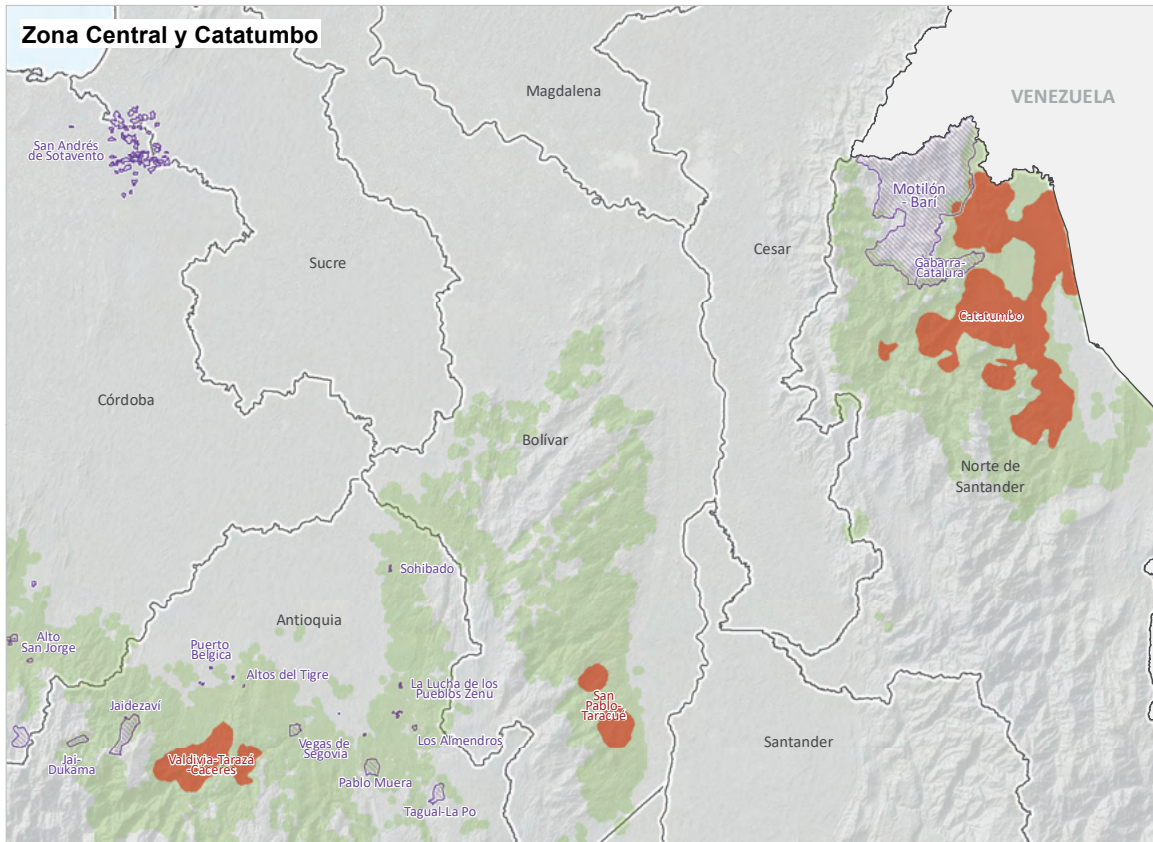 Zona Central y Catatumbo
Magdalena
VENEZUELA
San Andrés
de Sotavento
Motilón
- Barí
Sucre
Cesar
Gabarra-
Catalura
Catatumbo
Córdoba
Bolívar
Norte de
Santander
Sohibado
Antioquia
Alto
San Jorge
Puerto
Belgica
Altos del Tigre
La Lucha de los
Pueblos Zenu
San
Pablo-
Taracué
Jaidezaví
Los Almendros
Santander
Vegas de
Segovia
Jai-
Dukama
Valdivia-Tarazá
-Cáceres
Pablo Muera
Tagual-La Po